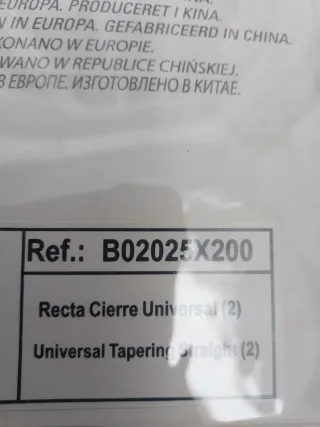 EUROPA. PRODUCERET I KINA.
IN EUROPA. GEFABRICEERD IN CHINA.
KONANO W EUROPIE.
WANO W REPUBLICE CHIŃSKIEJ.
В ЕВРОПЕ. ИЗГОТОВЛЕНО В КИТАЕ.
Ref.: B02025X200
Recta Cierre Universal (2)
Universal Tapering Straight (2)